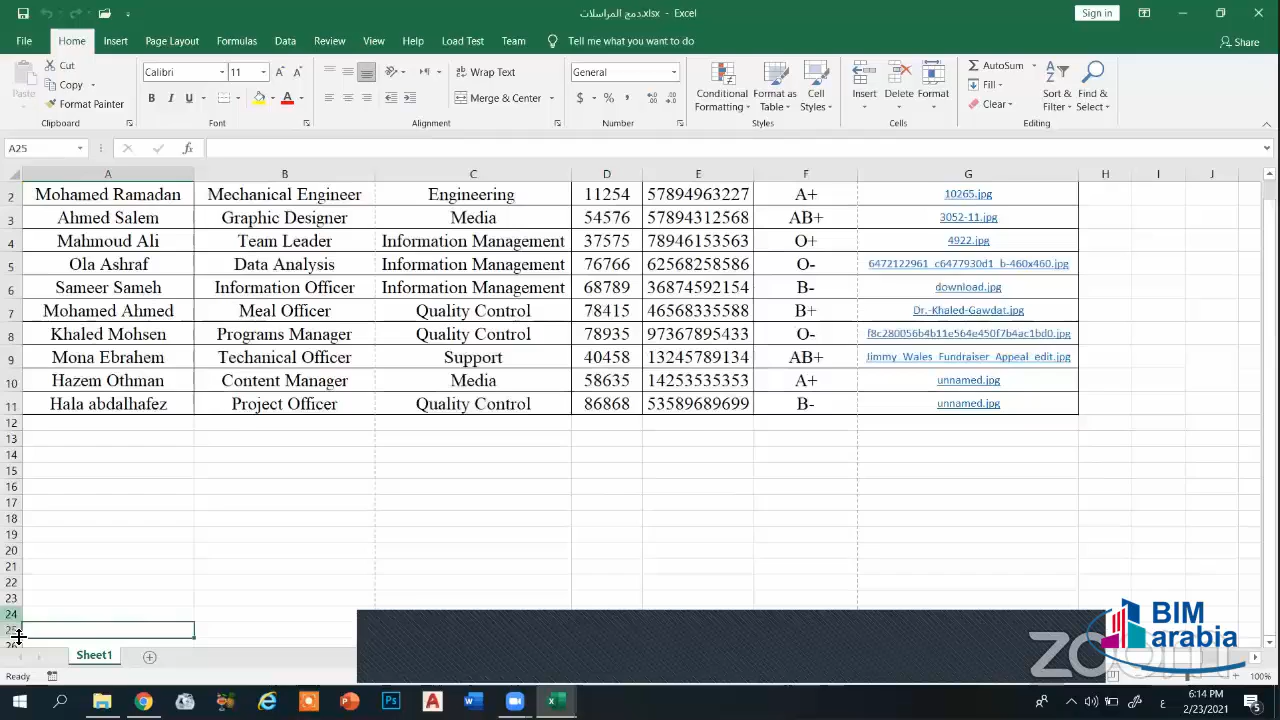 دمج المراسلات.xlsx - Excel
Sign in
File Home Insert Page Layout Formulas Data Review View Help Load Test Team Tell me what you want to do Share
Cut
Copy
Format Painter
Paste
Clipboard
Calibri 11
B I U
Font
Wrap Text
Merge & Center
Alignment
General
$ % ,
Number
Conditional Formatting
Format as Table
Cell Styles
Styles
Insert Delete Format
Cells
AutoSum
Fill
Clear
Sort & Filter
Find & Select
Editing
A25
A B C D E F G H I J
2 Mohamed Ramadan Mechanical Engineer Engineering 11254 57894963227 A+ 10265.jpg
3 Ahmed Salem Graphic Designer Media 54576 57894312568 AB+ 3052-11.jpg
4 Mahmoud Ali Team Leader Information Management 37575 78946153563 O+ 4922.jpg
5 Ola Ashraf Data Analysis Information Management 76766 62568258586 O- 6472122961_c6477930d1_b-460x460.jpg
6 Sameer Sameh Information Officer Information Management 68789 36874592154 B- download.jpg
7 Mohamed Ahmed Meal Officer Quality Control 78415 46568335588 B+ Dr.-Khaled-Gawdat.jpg
8 Khaled Mohsen Programs Manager Quality Control 78935 97367895433 O- f8c280056b4b11e564e450f7b4ac1bd0.jpg
9 Mona Ebrahem Techanical Officer Support 40458 13245789134 AB+ Jimmy_Wales_Fundraiser_Appeal_edit.jpg
10 Hazem Othman Content Manager Media 58635 14253535353 A+ unnamed.jpg
11 Hala abdalhafez Project Officer Quality Control 86868 53589689699 B- unnamed.jpg
12
13
14
15
16
17
18
19
20
21
22
23
24
Sheet1
Ready
100%
BIM
arabia
zoom
6:14 PM
2/23/2021
ع
5